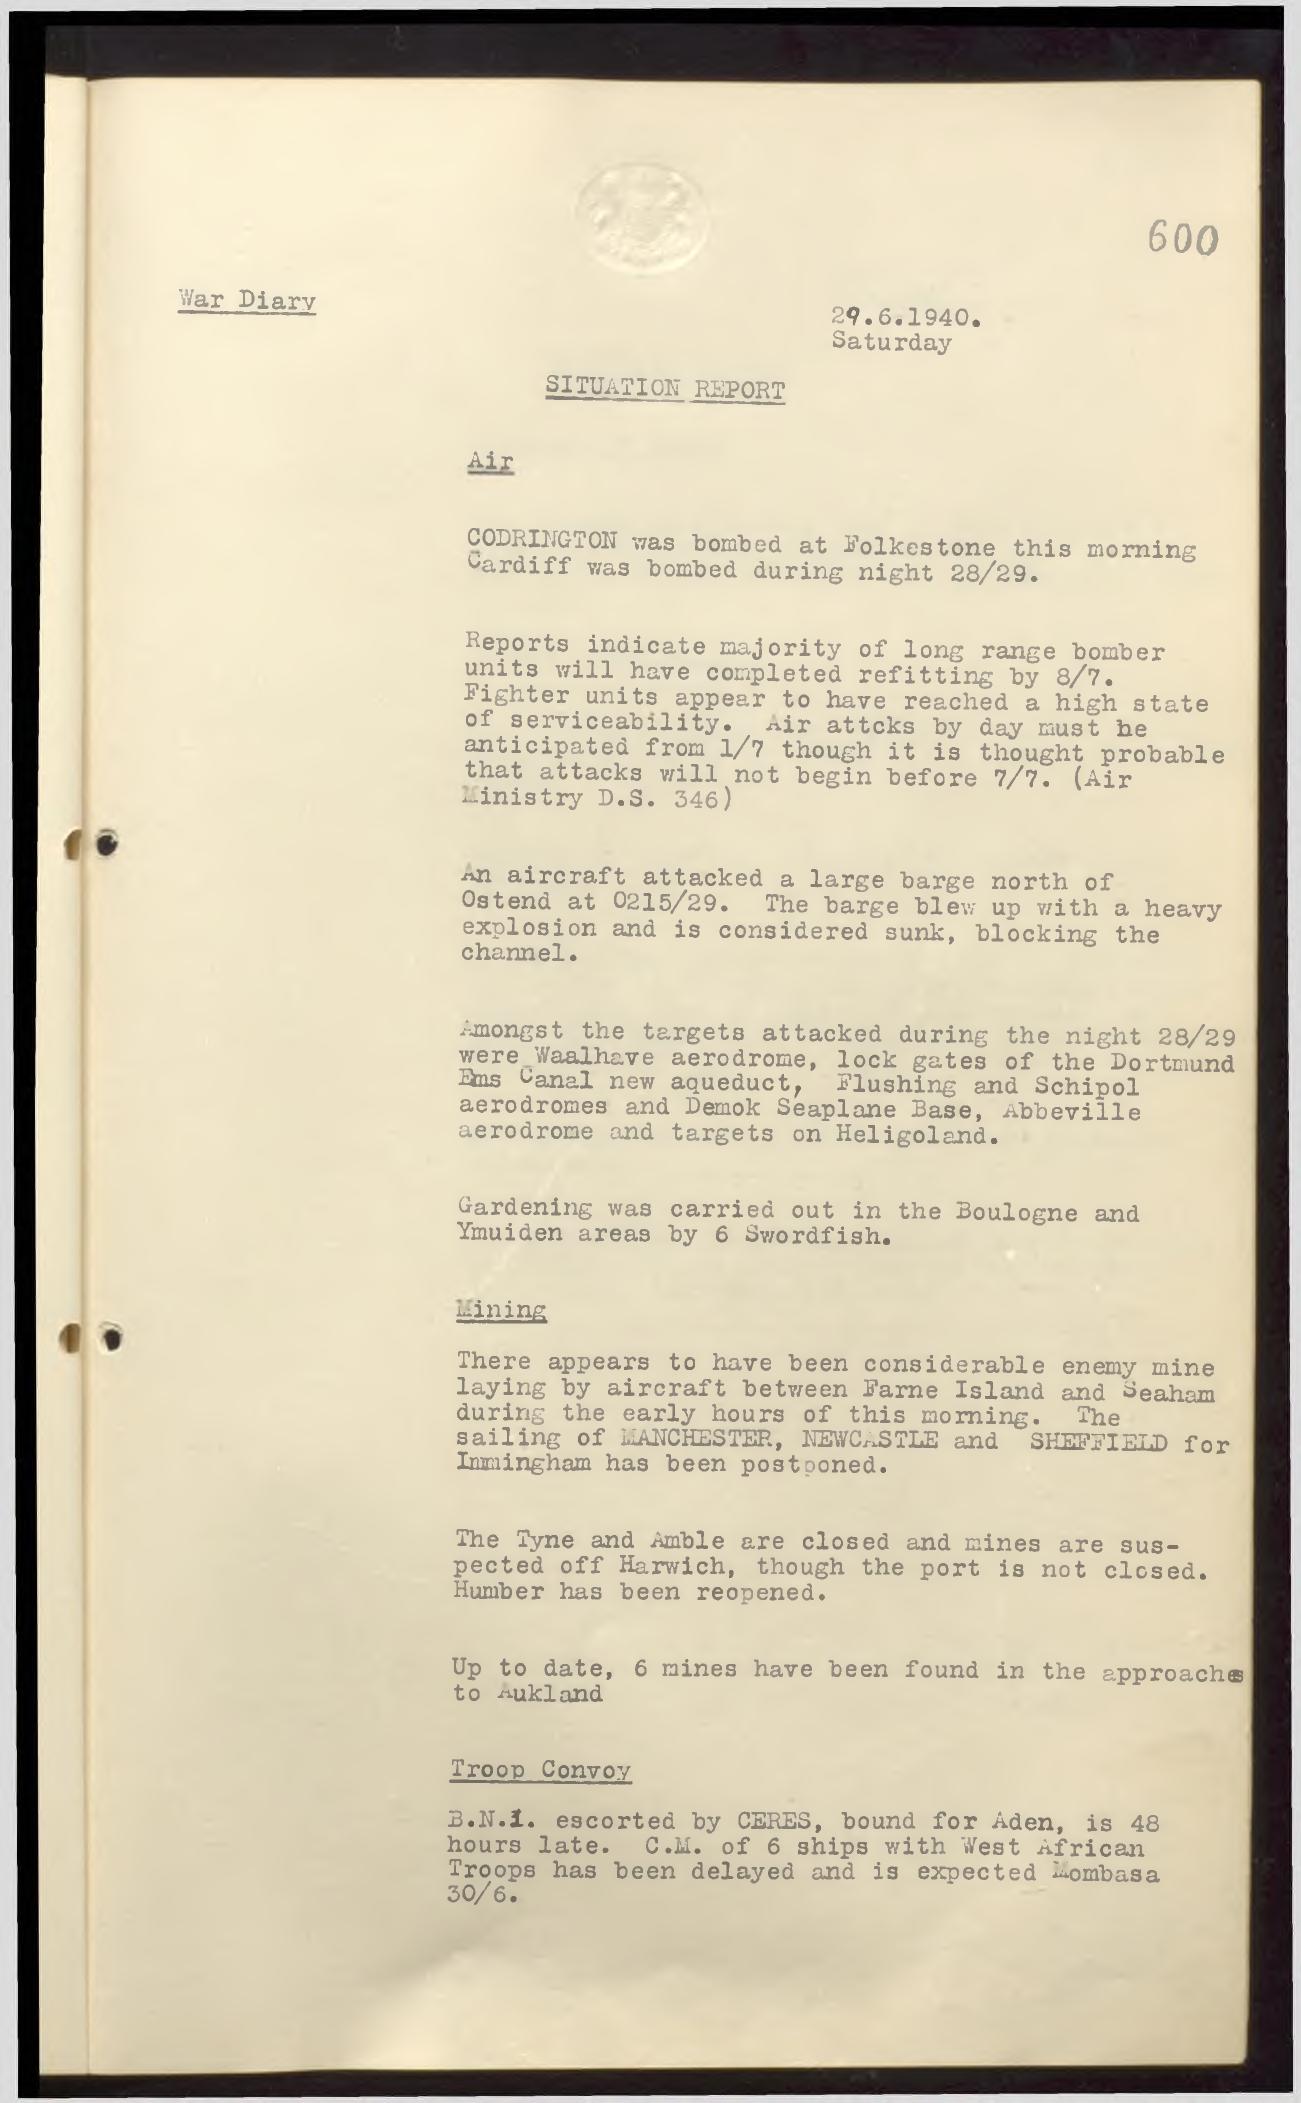 600
War Diary
29.6.1940.
Saturday
SITUATION REPORT
Air
CODRINGTON was bombed at Folkestone this morning
Cardiff was bombed during night 28/29.
Reports indicate majority of long range bomber
units will have completed refitting by 8/7.
Fighter units appear to have reached a high state
of serviceability. Air attcks by day must be
anticipated from 1/7 though it is thought probable
that attacks will not begin before 7/7. (Air
Ministry D.S. 346)
An aircraft attacked a large barge north of
Ostend at 0215/29. The barge blew up with a heavy
explosion and is considered sunk, blocking the
channel.
Amongst the targets attacked during the night 28/29
were Waalhave aerodrome, lock gates of the Dortmund
Ems Canal new aqueduct, Flushing and Schipol
aerodromes and Demok Seaplane Base, Abbeville
aerodrome and targets on Heligoland.
Gardening was carried out in the Boulogne and
Ymuiden areas by 6 Swordfish.
Mining
There appears to have been considerable enemy mine
laying by aircraft between Farne Island and Seaham
during the early hours of this morning. The
sailing of MANCHESTER, NEWCASTLE and SHEFFIELD for
Immingham has been postponed.
The Tyne and Amble are closed and mines are sus-
pected off Harwich, though the port is not closed.
Humber has been reopened.
Up to date, 6 mines have been found in the approaches
to Aukland
Troop Convoy
B.N.1. escorted by CERES, bound for Aden, is 48
hours late. C.M. of 6 ships with West African
Troops has been delayed and is expected Mombasa
30/6.